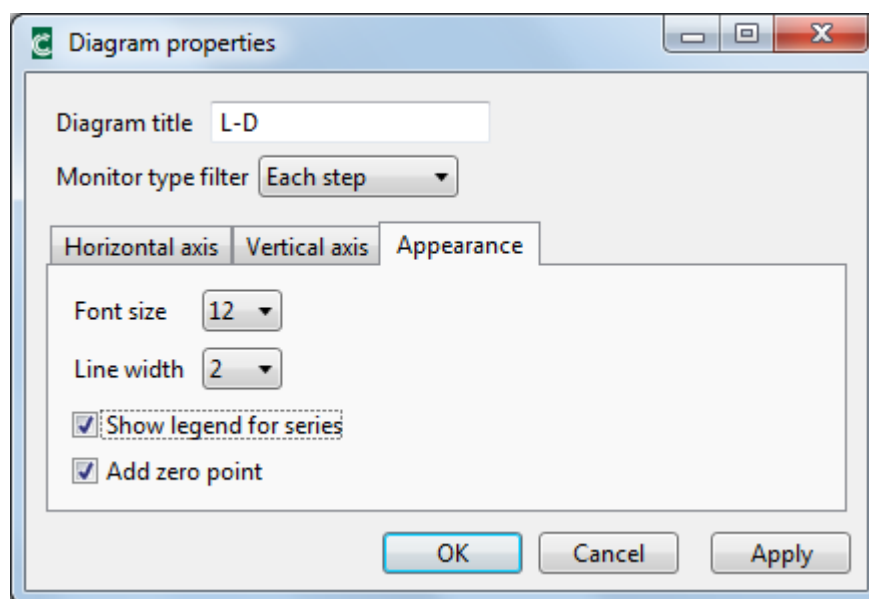 Diagram properties
Diagram title L-D
Monitor type filter Each step
Horizontal axis Vertical axis Appearance
Font size 12
Line width 2
Show legend for series
Add zero point
OK Cancel Apply